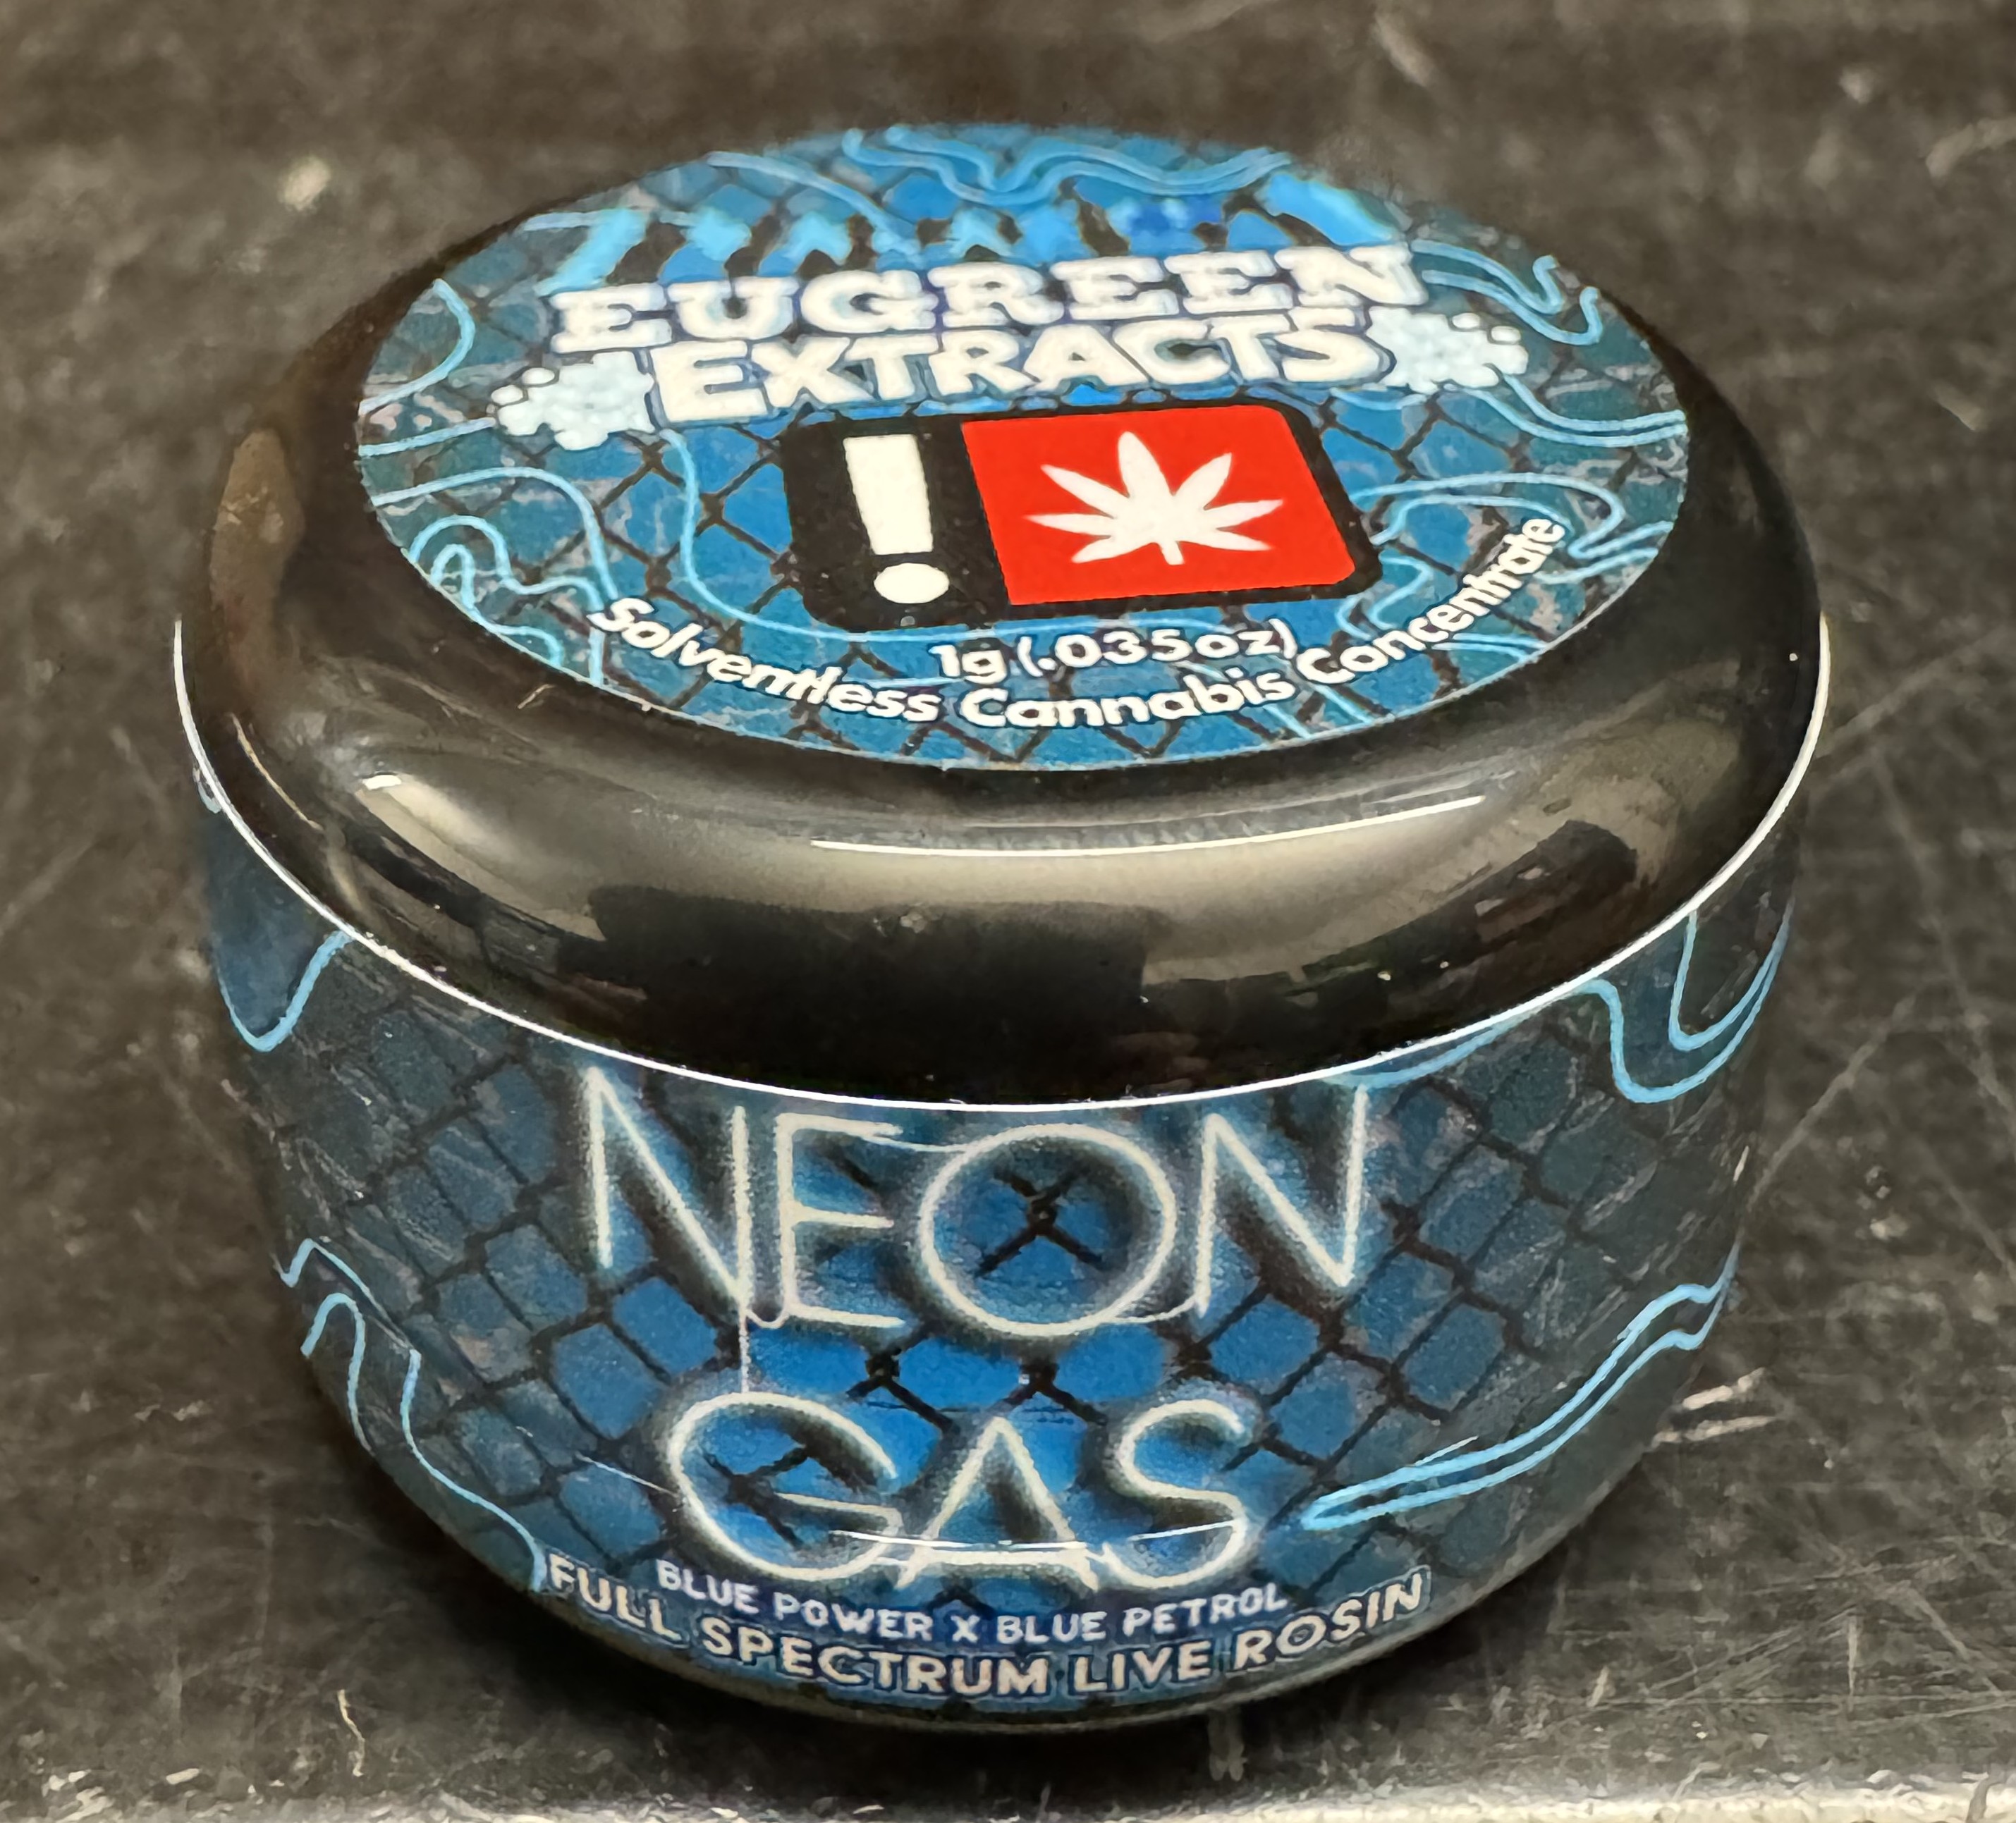 EUGREEN
EXTRACTS
!
1g (.035oz)
Solventless Cannabis Concentrate
NEON
GAS
BLUE POWER X BLUE PETROL
FULL SPECTRUM LIVE ROSIN